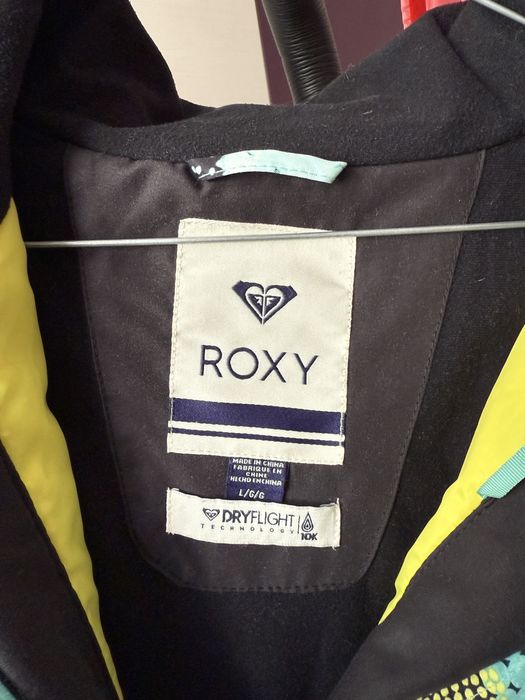 ROXY
MADE IN CHINA
FABRIQUE EN
CHINE
HECHO EN CHINA
L/G/G
DRYFLIGHT
TECHNOLOGY
10K